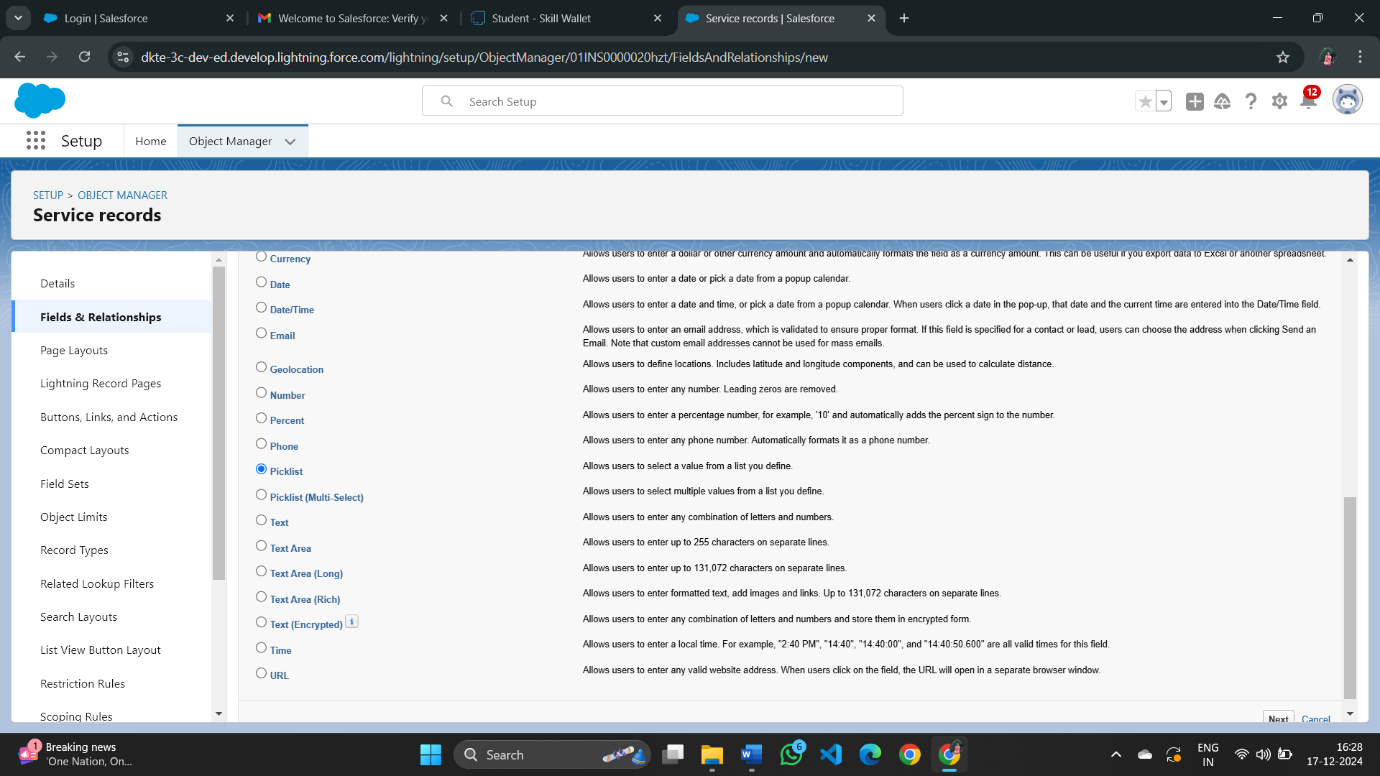 Login | Salesforce
Welcome to Salesforce: Verify y
Student - Skill Wallet
Service records | Salesforce
dkte-3c-dev-ed.develop.lightning.force.com/lightning/setup/ObjectManager/01INS0000020hzt/FieldsAndRelationships/new
Search Setup
12
Setup
Home
Object Manager
SETUP > OBJECT MANAGER
Service records
Details
Fields & Relationships
Page Layouts
Lightning Record Pages
Buttons, Links, and Actions
Compact Layouts
Field Sets
Object Limits
Record Types
Related Lookup Filters
Search Layouts
List View Button Layout
Restriction Rules
Scoping Rules
Currency Allows users to enter a dollar or other currency amount and automatically formats the field as a currency amount. This can be useful if you export data to Excel or another spreadsheet.
Date Allows users to enter a date or pick a date from a popup calendar.
Date/Time Allows users to enter a date and time, or pick a date from a popup calendar. When users click a date in the pop-up, that date and the current time are entered into the Date/Time field.
Email Allows users to enter an email address, which is validated to ensure proper format. If this field is specified for a contact or lead, users can choose the address when clicking Send an
Email. Note that custom email addresses cannot be used for mass emails.
Geolocation Allows users to define locations. Includes latitude and longitude components, and can be used to calculate distance.
Number Allows users to enter any number. Leading zeros are removed.
Percent Allows users to enter a percentage number, for example, '10' and automatically adds the percent sign to the number.
Phone Allows users to enter any phone number. Automatically formats it as a phone number.
Picklist Allows users to select a value from a list you define.
Picklist (Multi-Select) Allows users to select multiple values from a list you define.
Text Allows users to enter any combination of letters and numbers.
Text Area Allows users to enter up to 255 characters on separate lines.
Text Area (Long) Allows users to enter up to 131,072 characters on separate lines.
Text Area (Rich) Allows users to enter formatted text, add images and links. Up to 131,072 characters on separate lines.
Text (Encrypted) i Allows users to enter any combination of letters and numbers and store them in encrypted form.
Time Allows users to enter a local time. For example, "2:40 PM", "14:40", "14:40:00", and "14:40:50.600" are all valid times for this field.
URL Allows users to enter any valid website address. When users click on the field, the URL will open in a separate browser window.
Next Cancel
1
Breaking news
'One Nation, On...
Search
6
ENG
IN
16:28
17-12-2024